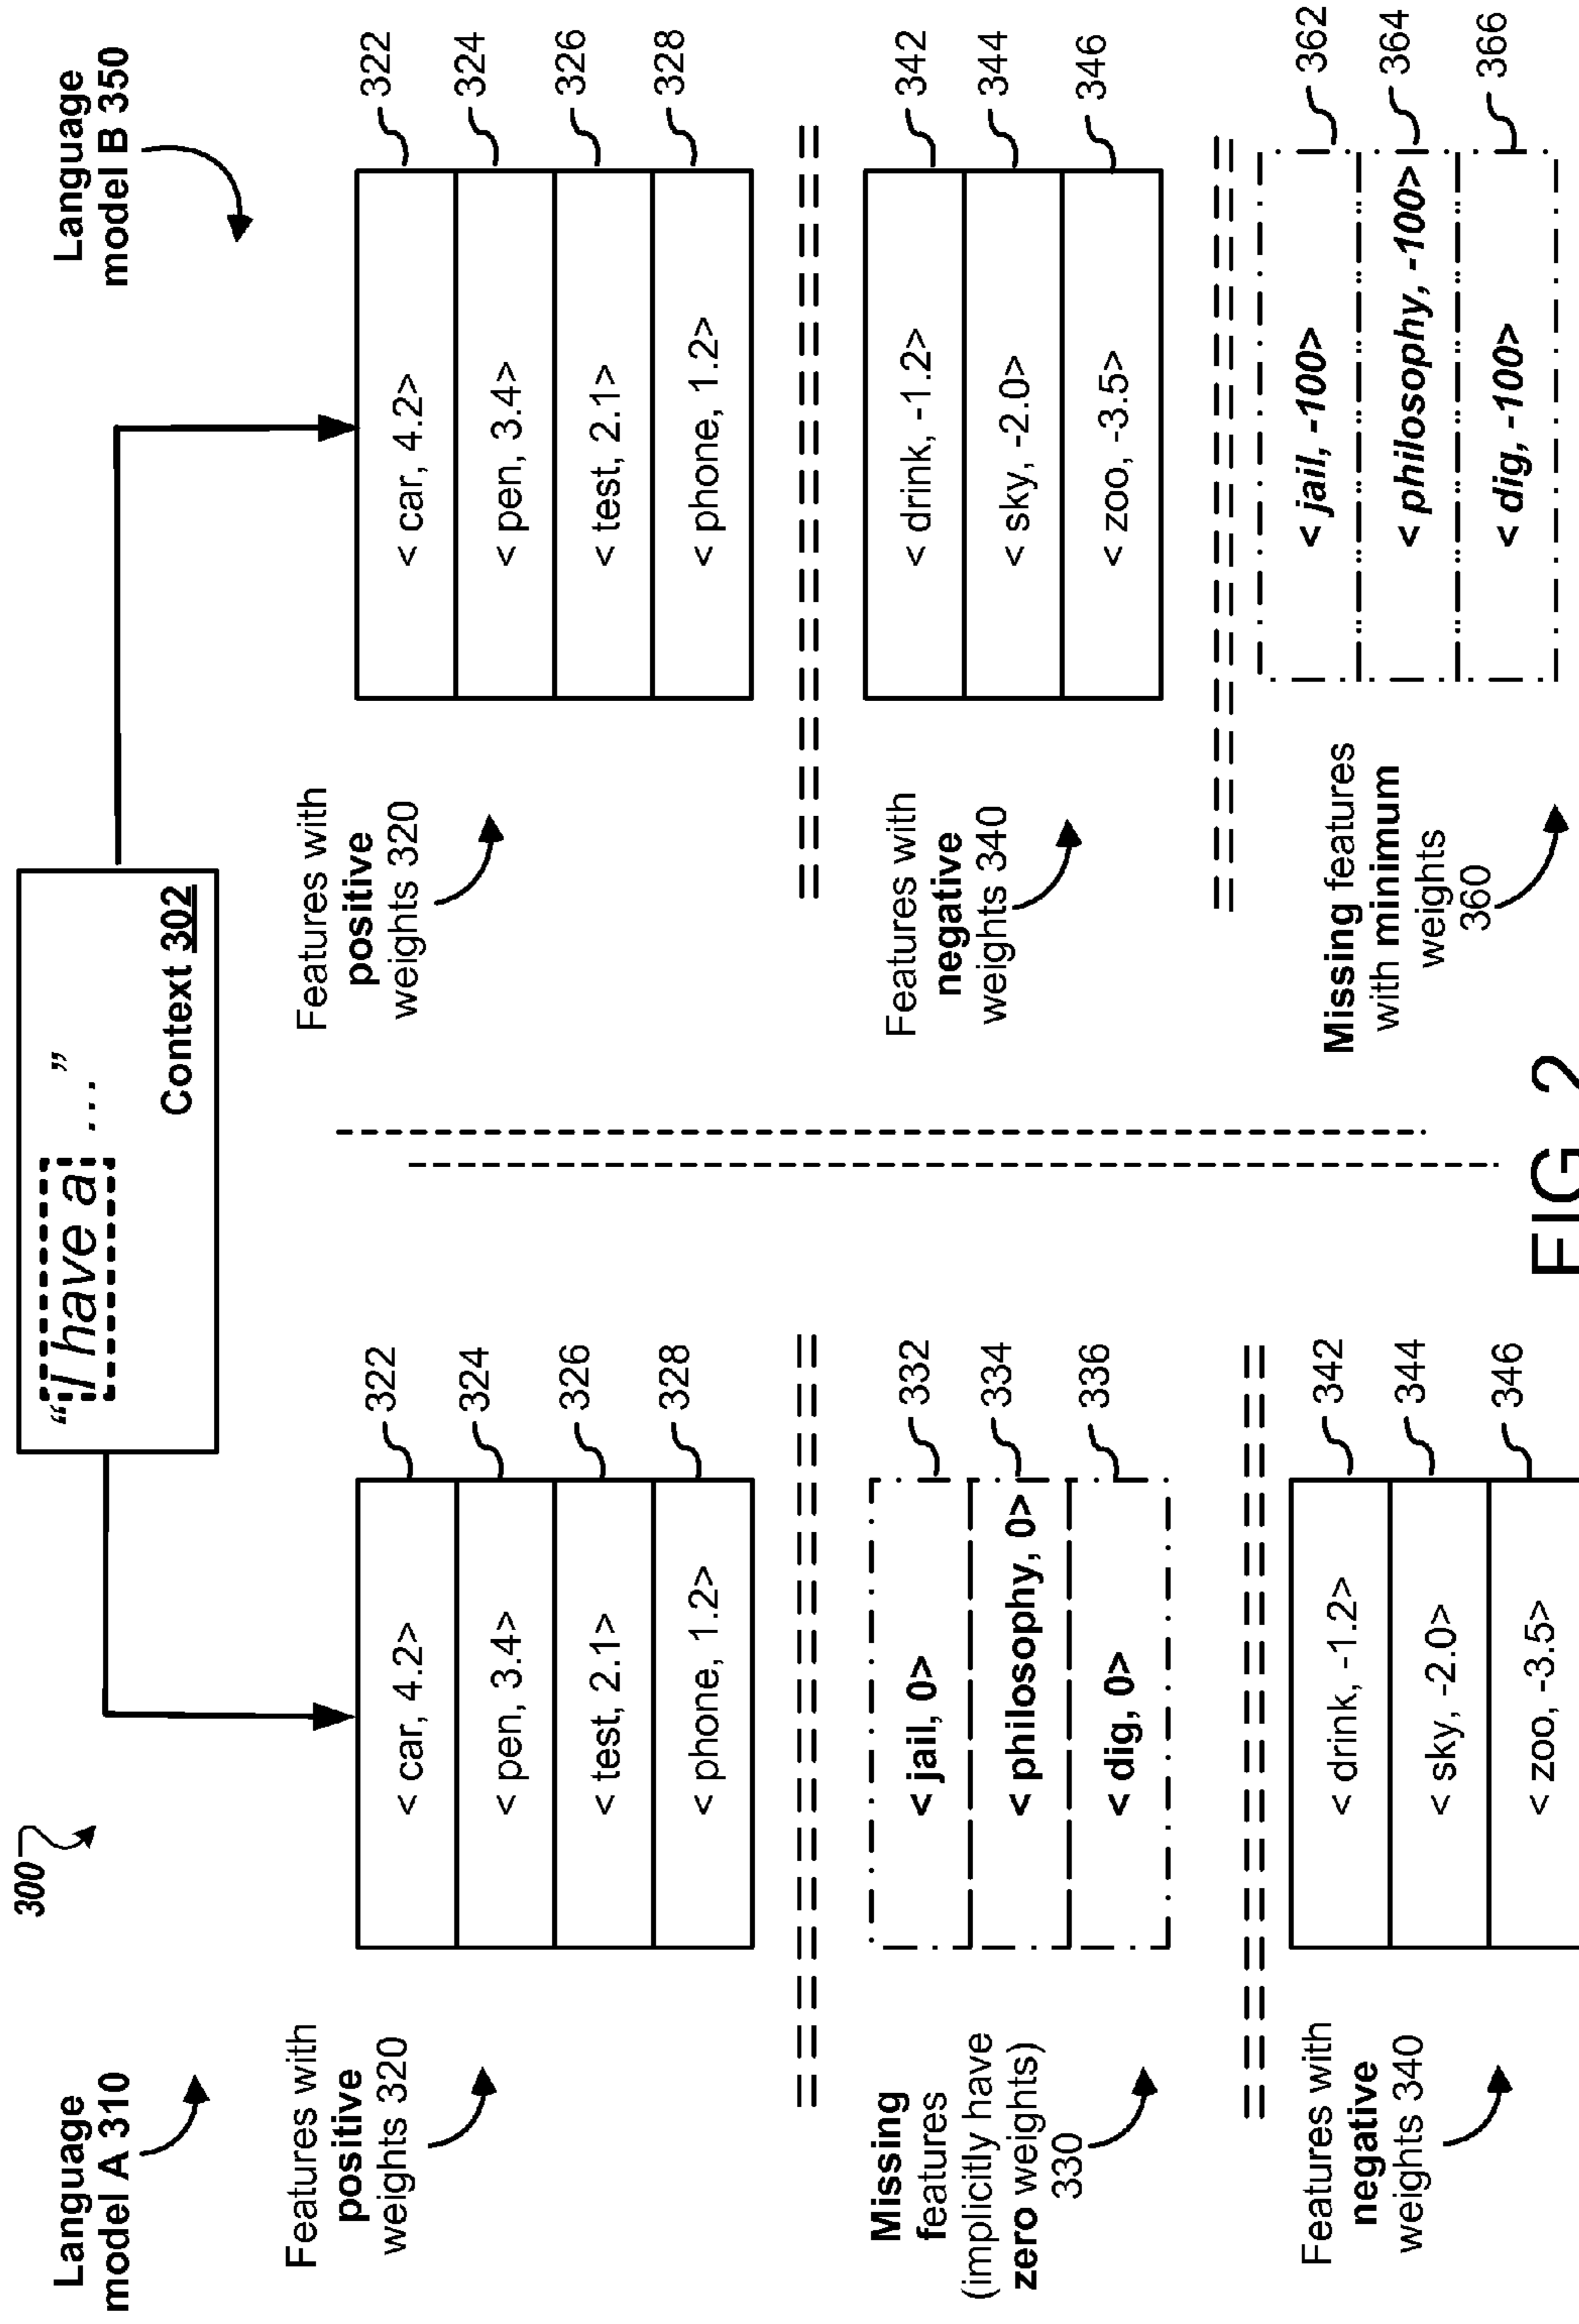 300
"I have a ..."
Context 302
Language
model A 310
Features with
positive
weights 320
< car, 4.2>
322
< pen, 3.4>
324
< test, 2.1>
326
< phone, 1.2>
328
Missing
features
(implicitly have
zero weights)
330
< jail, 0>
332
< philosophy, 0>
334
< dig, 0>
336
Features with
negative
weights 340
< drink, -1.2>
342
< sky, -2.0>
344
< zoo, -3.5>
346
Language
model B 350
Features with
positive
weights 320
< car, 4.2>
322
< pen, 3.4>
324
< test, 2.1>
326
< phone, 1.2>
328
Features with
negative
weights 340
< drink, -1.2>
342
< sky, -2.0>
344
< zoo, -3.5>
346
Missing features
with minimum
weights
360
< jail, -100>
362
< philosophy, -100>
364
< dig, -100>
366
FIG. 2